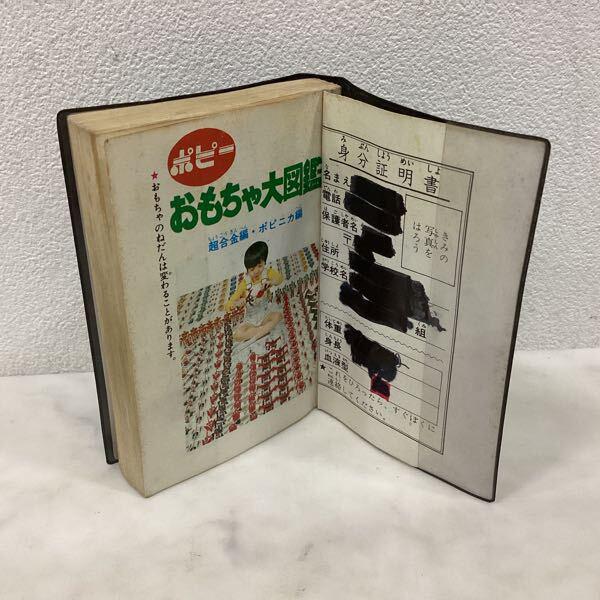 ポピー
おもちゃ大図鑑
超合金編・ポピニカ編
★おもちゃのねだんは変わることがあります。
身分証明書
名まえ
電話
保護者名
〒
住所
学校名
組
体重
身長
血液型
きみの
写真を
はろう
★これをひろったら、すぐぼくに
連絡してください。